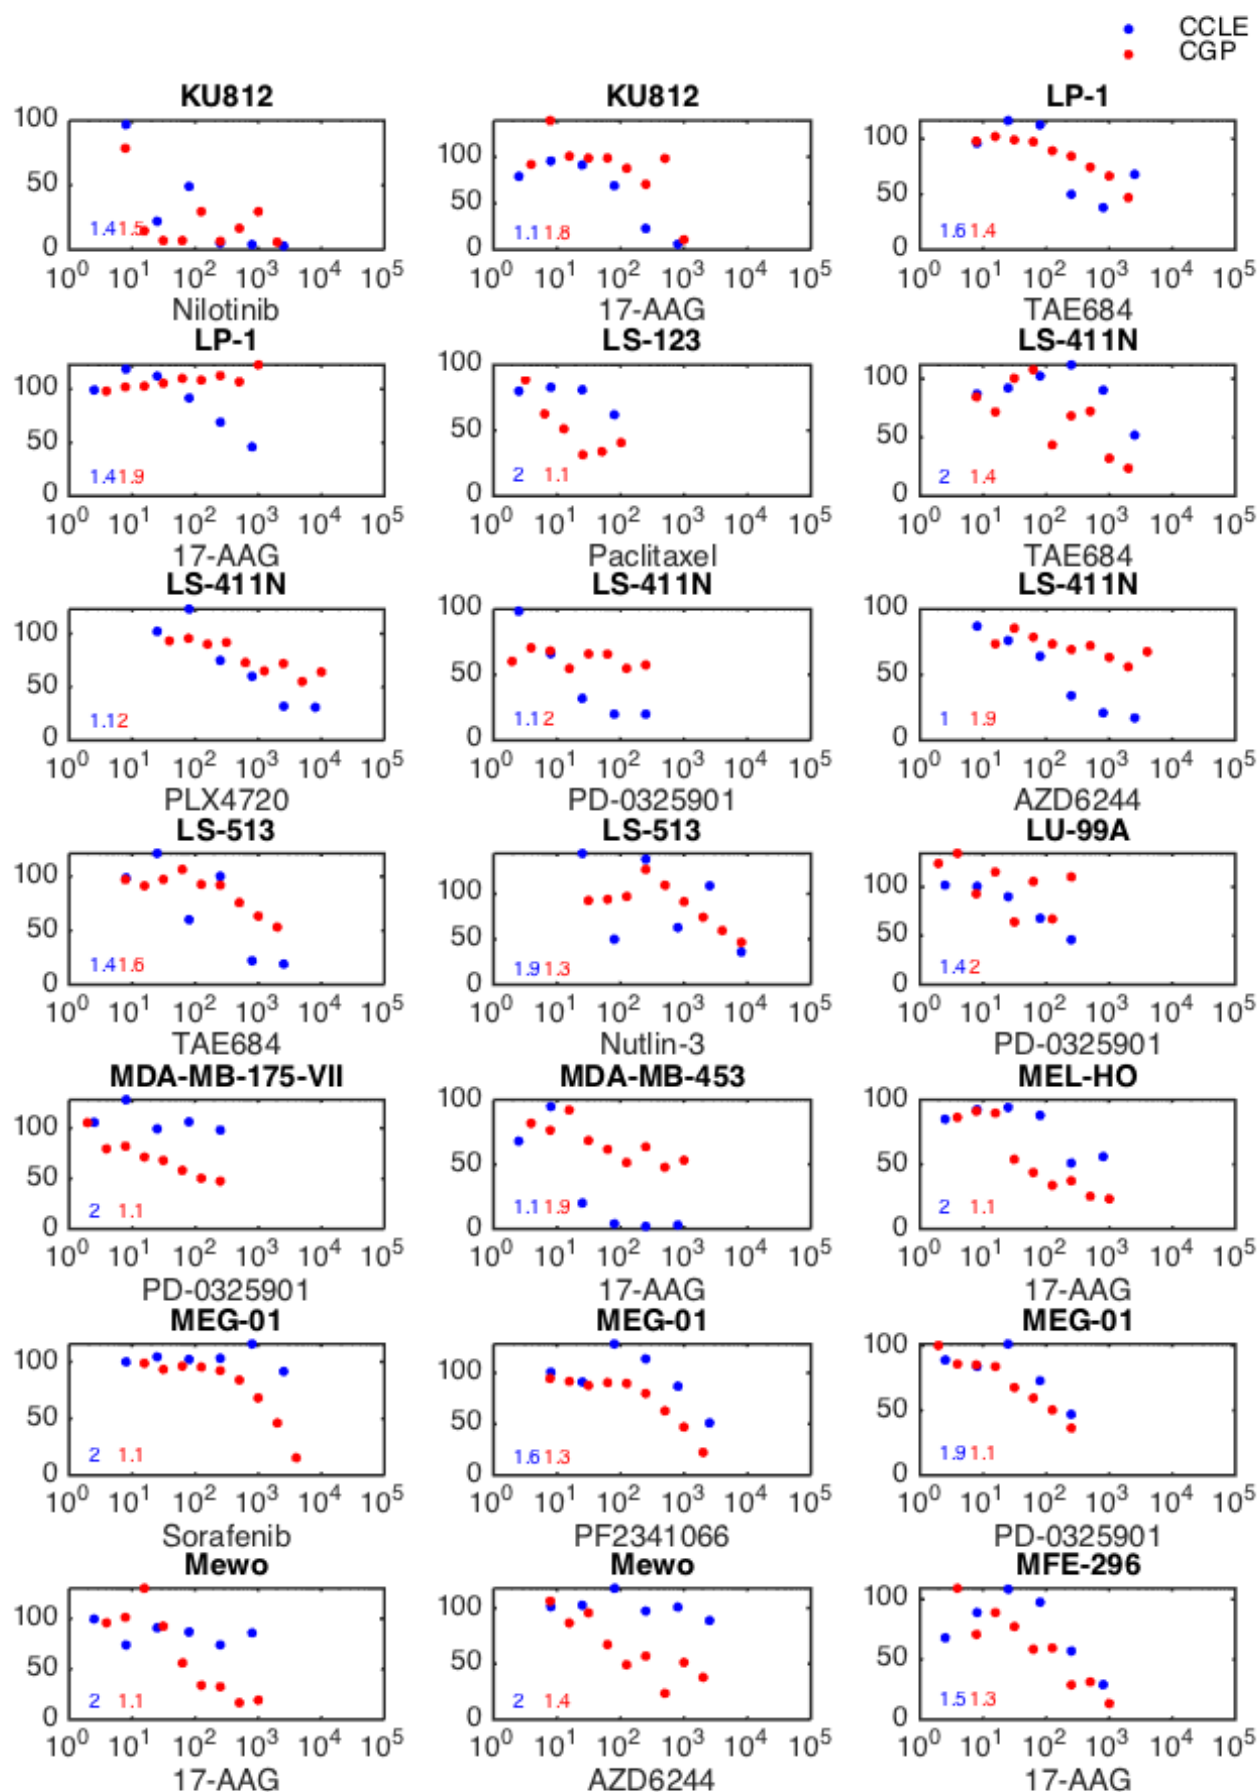 CCLE
CGP
KU812 KU812 LP-1
100 100 100
50 50 50
1.4 1.5 1.1 1.8 1.6 1.4
0 0 0
10^0 10^1 10^2 10^3 10^4 10^5 10^0 10^1 10^2 10^3 10^4 10^5 10^0 10^1 10^2 10^3 10^4 10^5
Nilotinib 17-AAG TAE684
LP-1 LS-123 LS-411N
100 100 100
50 50 50
1.4 1.9 2 1.1 2 1.4
0 0 0
10^0 10^1 10^2 10^3 10^4 10^5 10^0 10^1 10^2 10^3 10^4 10^5 10^0 10^1 10^2 10^3 10^4 10^5
17-AAG Paclitaxel TAE684
LS-411N LS-411N LS-411N
100 100 100
50 50 50
1.1 2 1.1 2 1 1.9
0 0 0
10^0 10^1 10^2 10^3 10^4 10^5 10^0 10^1 10^2 10^3 10^4 10^5 10^0 10^1 10^2 10^3 10^4 10^5
PLX4720 PD-0325901 AZD6244
LS-513 LS-513 LU-99A
100 100 100
50 50 50
1.4 1.6 1.9 1.3 1.4 2
0 0 0
10^0 10^1 10^2 10^3 10^4 10^5 10^0 10^1 10^2 10^3 10^4 10^5 10^0 10^1 10^2 10^3 10^4 10^5
TAE684 Nutlin-3 PD-0325901
MDA-MB-175-VII MDA-MB-453 MEL-HO
100 100 100
50 50 50
2 1.1 1.1 1.9 2 1.1
0 0 0
10^0 10^1 10^2 10^3 10^4 10^5 10^0 10^1 10^2 10^3 10^4 10^5 10^0 10^1 10^2 10^3 10^4 10^5
PD-0325901 17-AAG 17-AAG
MEG-01 MEG-01 MEG-01
100 100 100
50 50 50
2 1.1 1.6 1.3 1.9 1.1
0 0 0
10^0 10^1 10^2 10^3 10^4 10^5 10^0 10^1 10^2 10^3 10^4 10^5 10^0 10^1 10^2 10^3 10^4 10^5
Sorafenib PF2341066 PD-0325901
Mewo Mewo MFE-296
100 100 100
50 50 50
2 1.1 2 1.4 1.5 1.3
0 0 0
10^0 10^1 10^2 10^3 10^4 10^5 10^0 10^1 10^2 10^3 10^4 10^5 10^0 10^1 10^2 10^3 10^4 10^5
17-AAG AZD6244 17-AAG